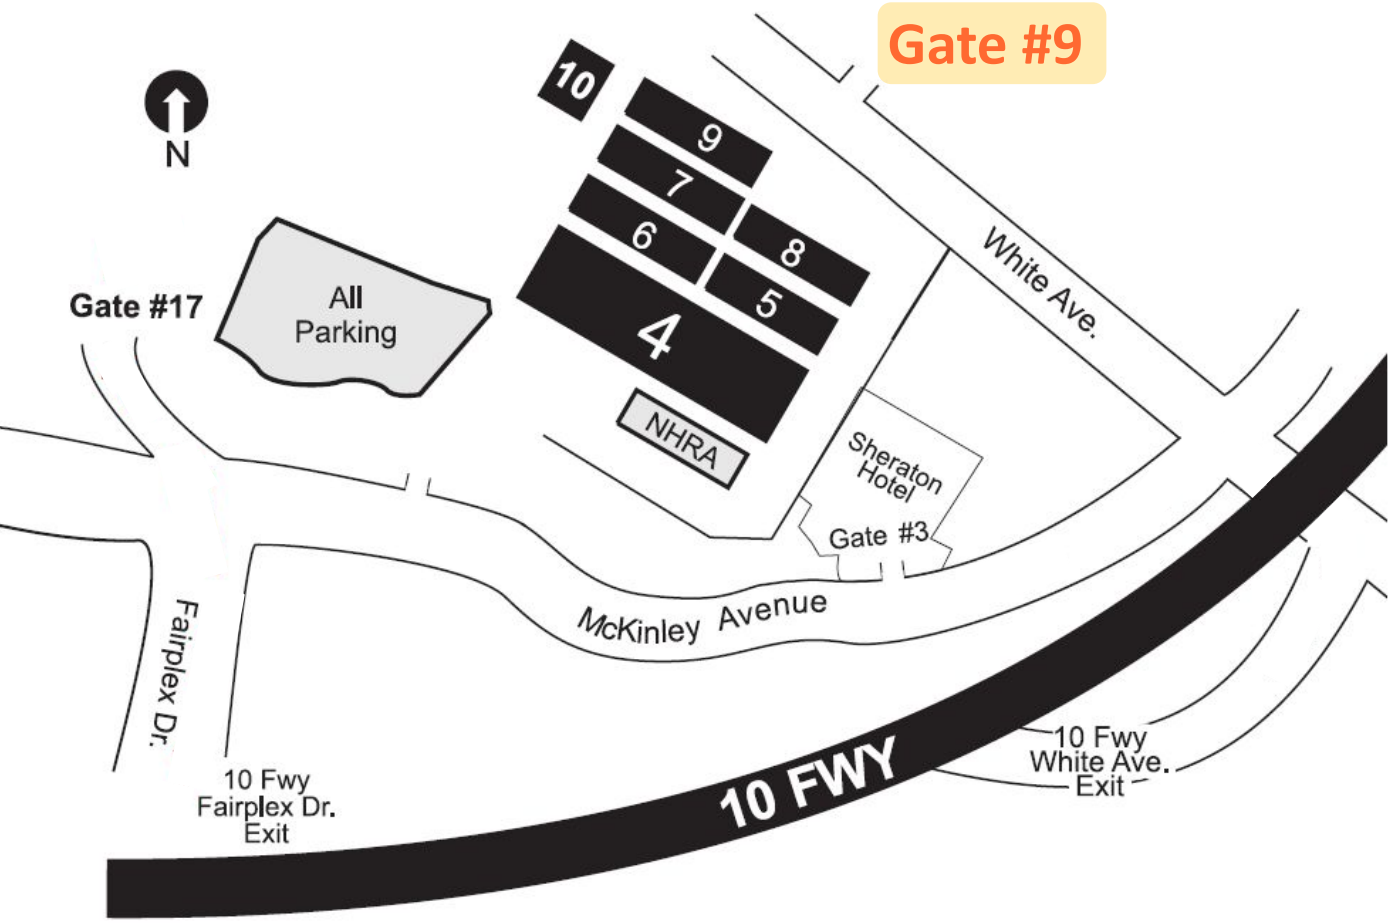 Gate #9
10
9
N
7
6
8
White Ave.
All
Parking
Gate #17
5
4
NHRA
Sheraton
Hotel
Gate #3
McKinley Avenue
Fairplex Dr.
10 Fwy
White Ave.
Exit
10 FWY
10 Fwy
Fairplex Dr.
Exit